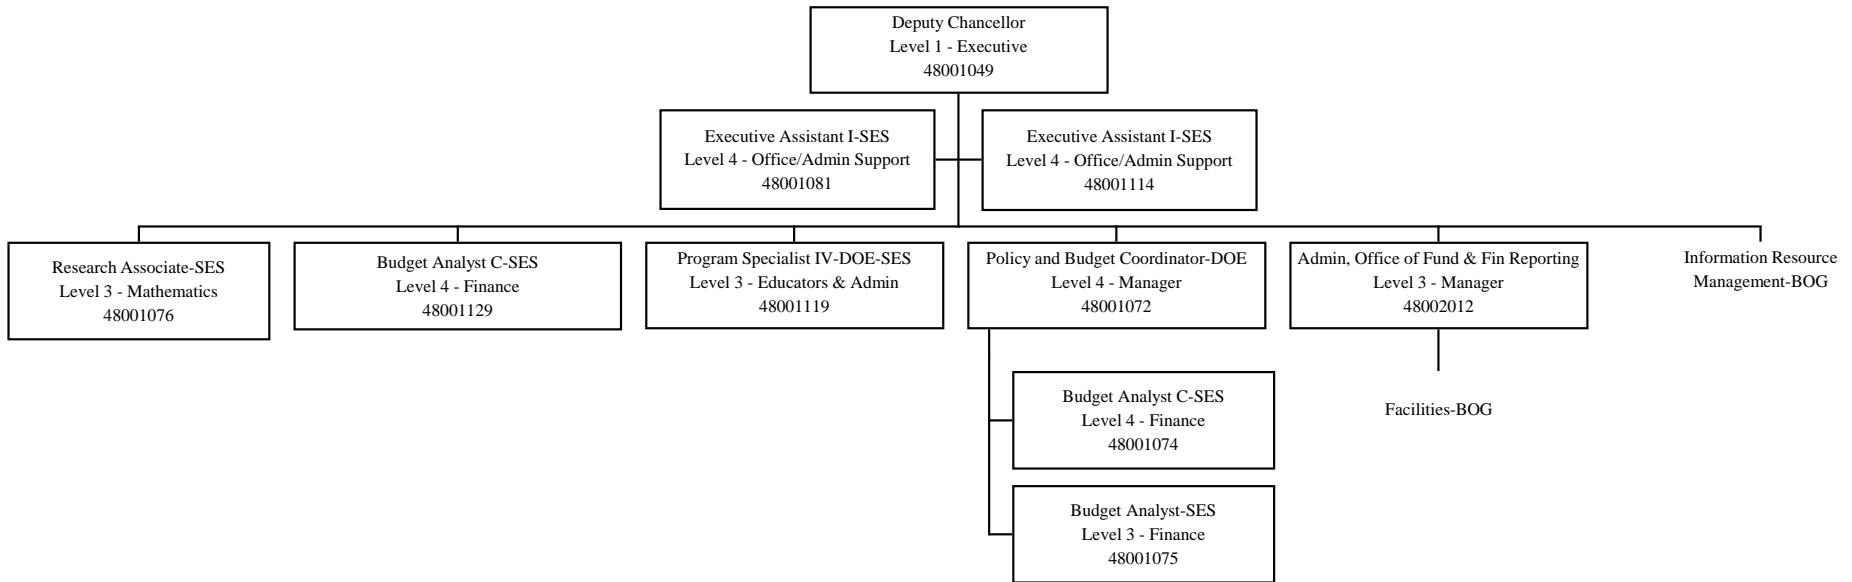 Deputy Chancellor
Level 1 - Executive
48001049
Executive Assistant I-SES
Level 4 - Office/Admin Support
48001081
Executive Assistant I-SES
Level 4 - Office/Admin Support
48001114
Research Associate-SES
Level 3 - Mathematics
48001076
Budget Analyst C-SES
Level 4 - Finance
48001129
Program Specialist IV-DOE-SES
Level 3 - Educators & Admin
48001119
Policy and Budget Coordinator-DOE
Level 4 - Manager
48001072
Admin, Office of Fund & Fin Reporting
Level 3 - Manager
48002012
Information Resource
Management-BOG
Budget Analyst C-SES
Level 4 - Finance
48001074
Facilities-BOG
Budget Analyst-SES
Level 3 - Finance
48001075